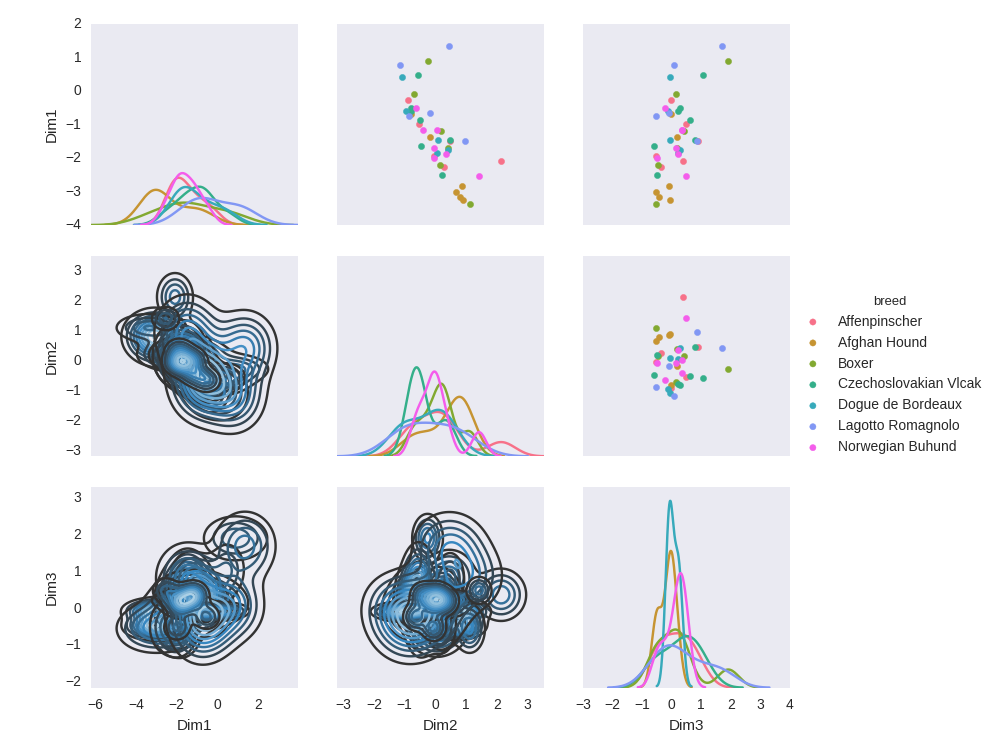 2
1
0
−1
−2
−3
−4
Dim1
3
2
1
0
−1
−2
−3
Dim2
breed
Affenpinscher
Afghan Hound
Boxer
Czechoslovakian Vlcak
Dogue de Bordeaux
Lagotto Romagnolo
Norwegian Buhund
3
2
1
0
−1
−2
Dim3
−6 −4 −2 0 2
Dim1
−3 −2 −1 0 1 2 3
Dim2
−3 −2 −1 0 1 2 3 4
Dim3